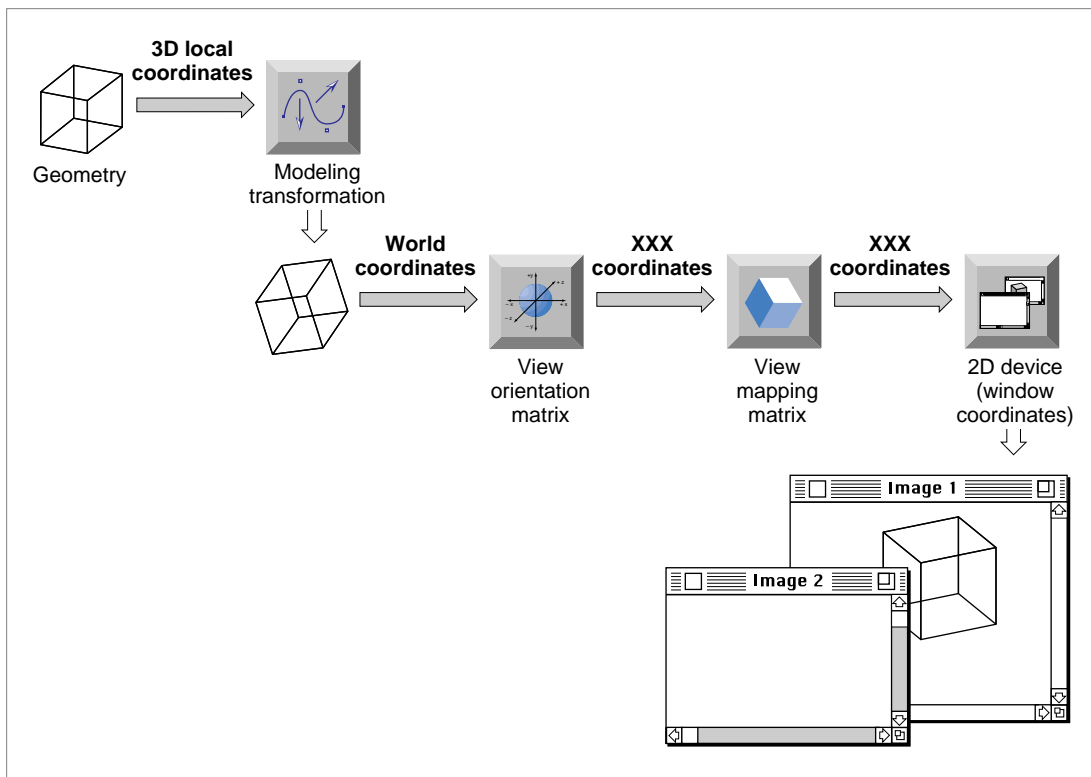 3D local
coordinates
Geometry
Modeling
transformation
World
coordinates
XXX
coordinates
XXX
coordinates
+y
+z
-x
+x
-z
-y
View
orientation
matrix
View
mapping
matrix
2D device
(window
coordinates)
Image 1
Image 2